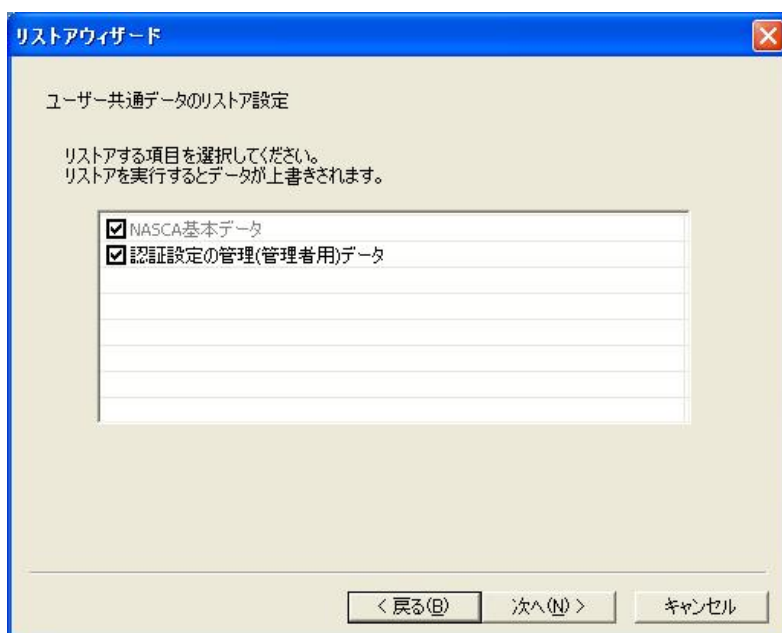 リストアウィザード
ユーザー共通データのリストア設定
リストアする項目を選択してください。
リストアを実行するとデータが上書きされます。
NASCA基本データ
認証設定の管理(管理者用)データ
< 戻る(B)
次へ(N) >
キャンセル